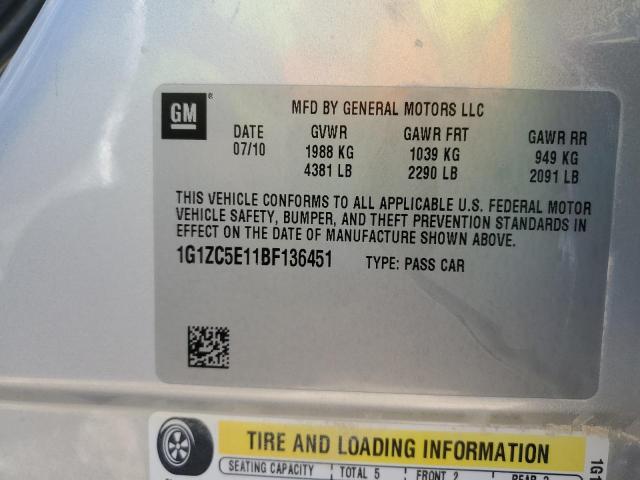 GM ® MFD BY GENERAL MOTORS LLC
DATE GVWR GAWR FRT GAWR RR
07/10 1988 KG 1039 KG 949 KG
4381 LB 2290 LB 2091 LB
THIS VEHICLE CONFORMS TO ALL APPLICABLE U.S. FEDERAL MOTOR
VEHICLE SAFETY, BUMPER, AND THEFT PREVENTION STANDARDS
IN EFFECT ON THE DATE OF MANUFACTURE SHOWN ABOVE.
1G1ZC5E11BF136451 TYPE: PASS CAR
TIRE AND LOADING INFORMATION
SEATING CAPACITY TOTAL 5 FRONT 2
1G1